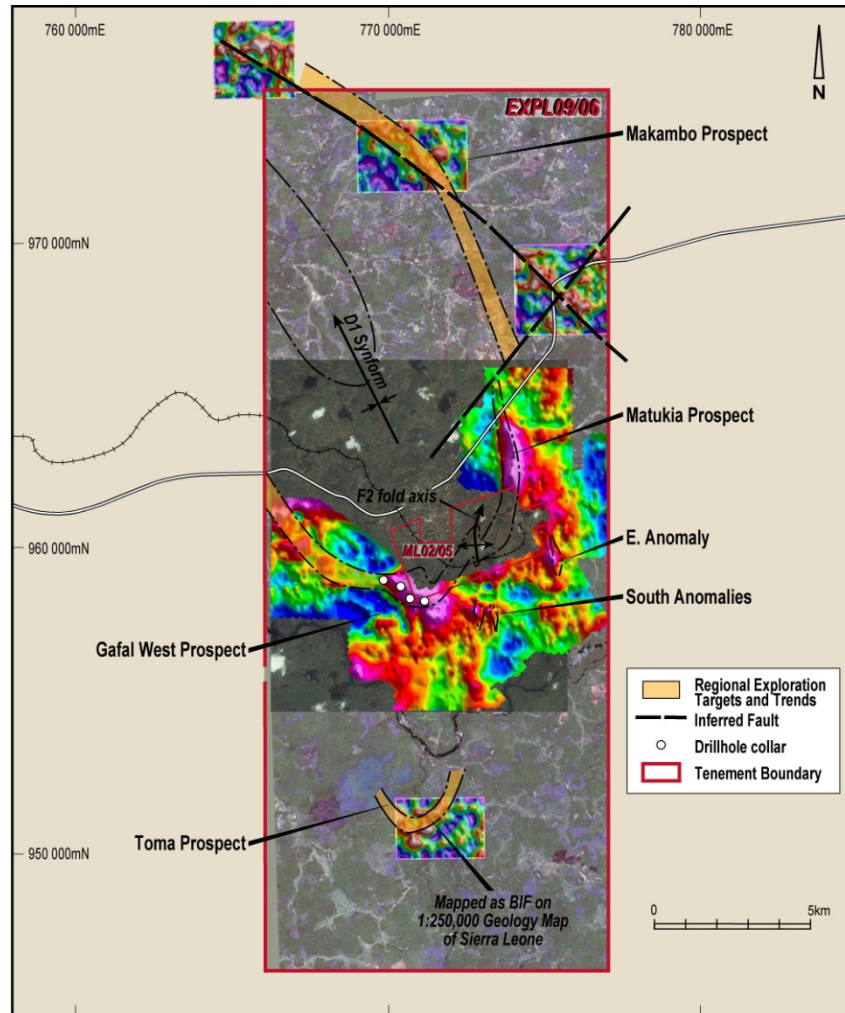 760 000mE
770 000mE
780 000mE
EXPL09/06
N
Makambo Prospect
970 000mN
D1 Synform
Matukia Prospect
F2 fold axis
960 000mN
ML02/05
E. Anomaly
South Anomalies
Gafal West Prospect
Regional Exploration
Targets and Trends
Inferred Fault
Drillhole collar
Tenement Boundary
Toma Prospect
950 000mN
Mapped as BIF on
1:250,000 Geology Map
of Sierra Leone
0
5km